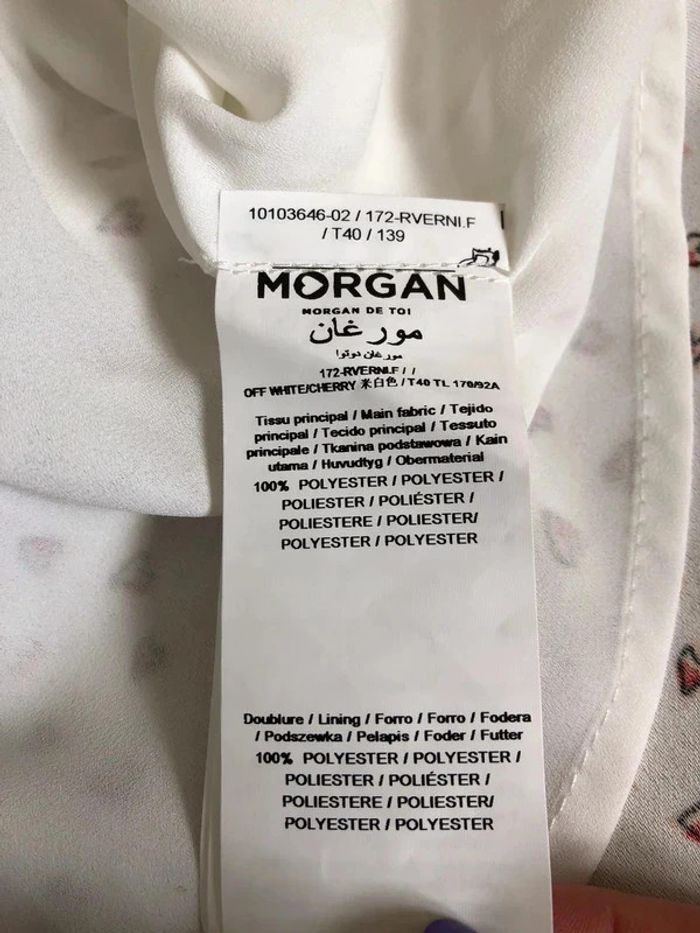 10103646-02 / 172-RVERNI.F
/ T40 / 139
MORGAN
MORGAN DE TOI
مورغان
مورغان دوتوا
172-RVERNI.F / /
OFF WHITE/CHERRY 米白色 / T40 TL 170/92A
Tissu principal / Main fabric / Tejido
principal / Tecido principal / Tessuto
principale / Tkanina podstawowa / Kain
utama / Huvudtyg / Obermaterial
100% POLYESTER / POLYESTER /
POLIESTER / POLIÉSTER /
POLIESTERE / POLIESTER/
POLYESTER / POLYESTER
Doublure / Lining / Forro / Forro / Fodera
/ Podszewka / Pelapis / Foder / Futter
100% POLYESTER / POLYESTER /
POLIESTER / POLIÉSTER /
POLIESTERE / POLIESTER/
POLYESTER / POLYESTER